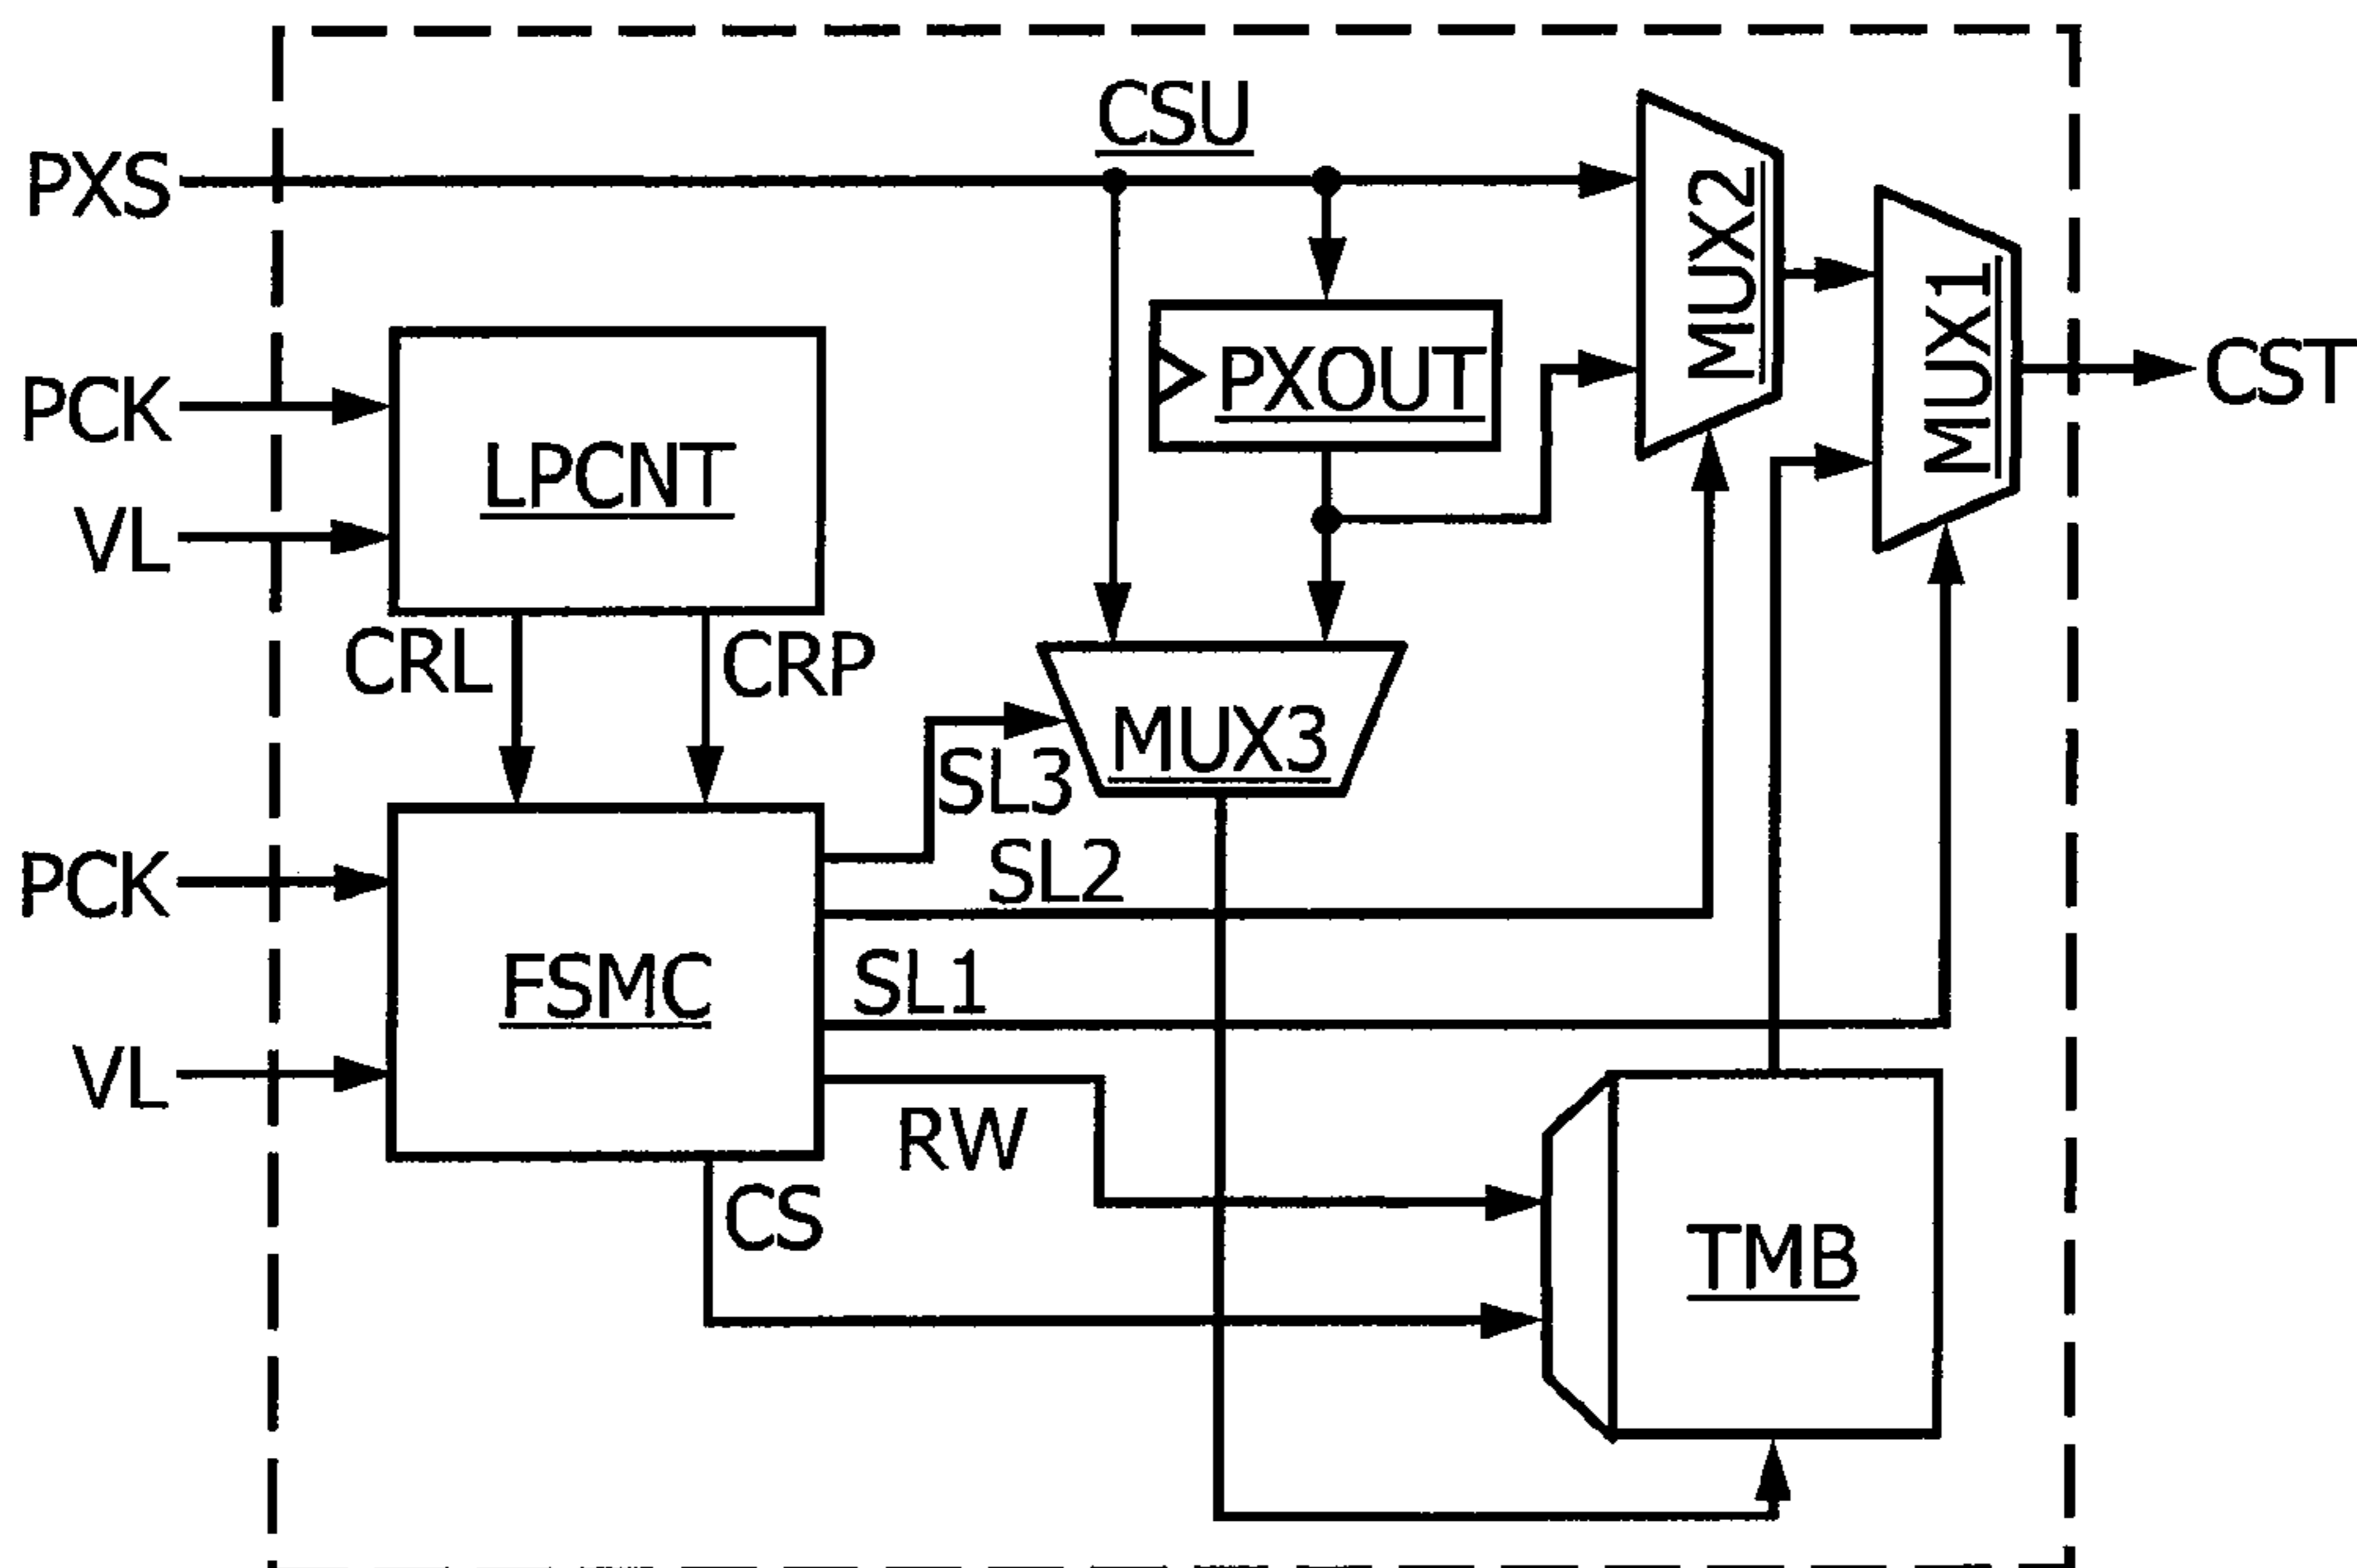 CSU
PXS
MUX2
MUX1
PXOUT
CST
PCK
LPCNT
VL
CRL
CRP
MUX3
SL3
SL2
PCK
FSMC
SL1
VL
RW
CS
TMB